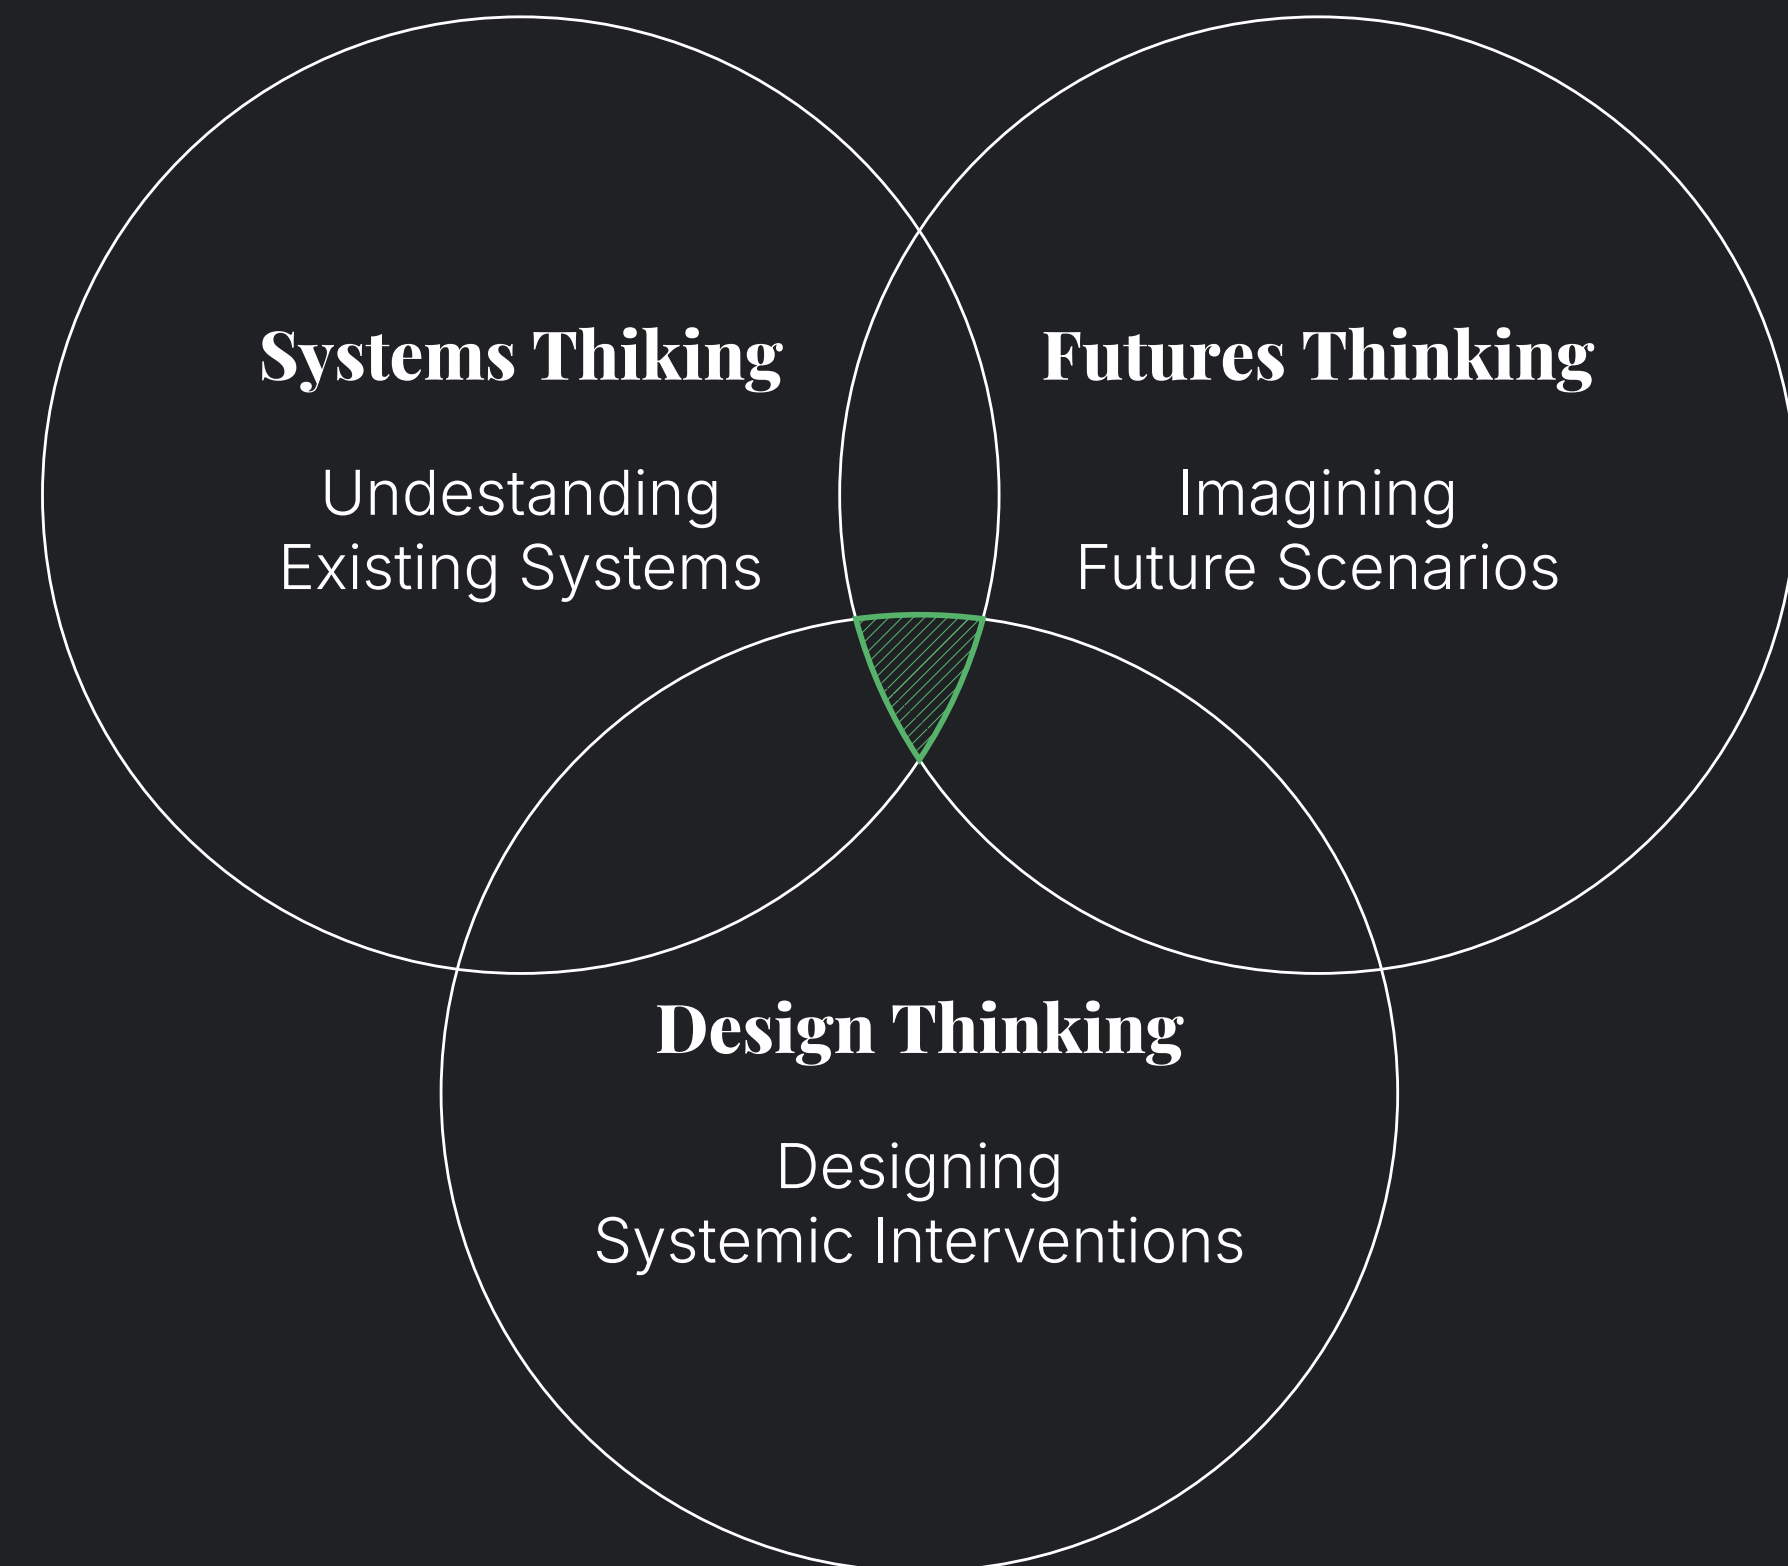 Systems Thiking
Undestanding
Existing Systems
Futures Thinking
Imagining
Future Scenarios
Design Thinking
Designing
Systemic Interventions